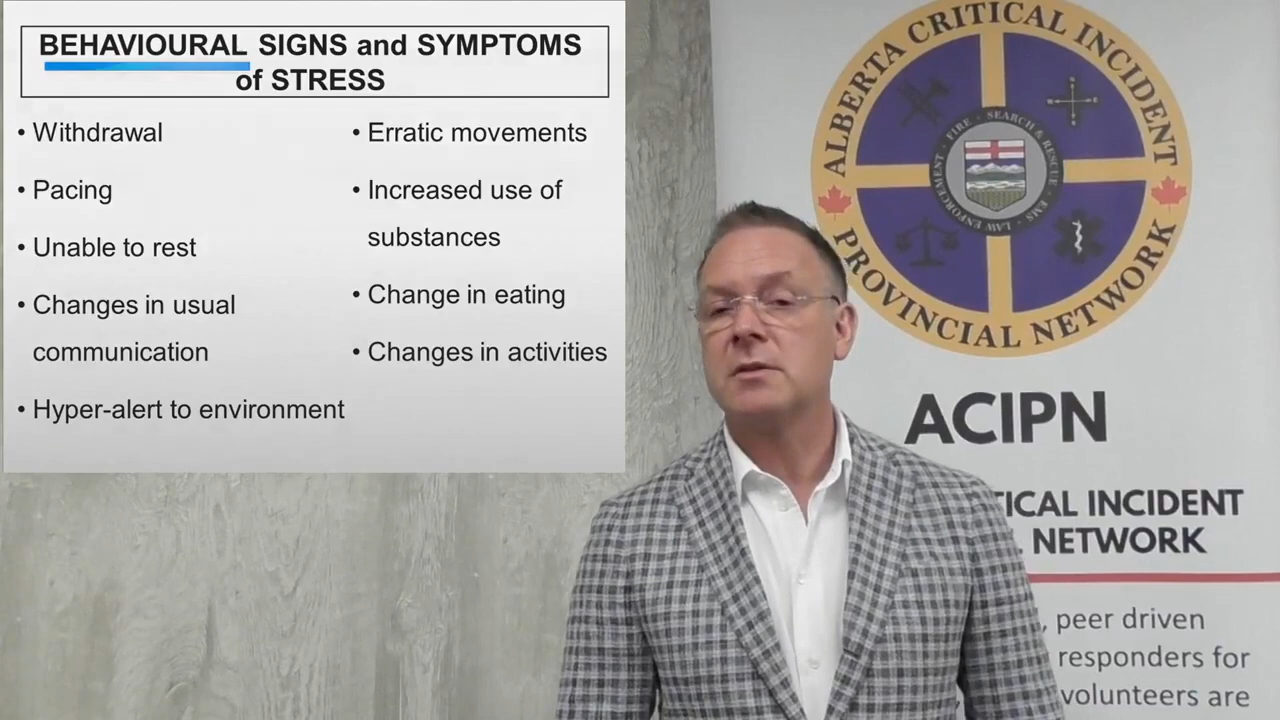 BEHAVIOURAL SIGNS and SYMPTOMS
of STRESS
• Withdrawal
• Pacing
• Unable to rest
• Changes in usual
communication
• Hyper-alert to environment
• Erratic movements
• Increased use of
substances
• Change in eating
• Changes in activities
ALBERTA CRITICAL INCIDENT
PROVINCIAL NETWORK
FIRE · SEARCH & RESCUE · EMS · LAW ENFORCEMENT ·
ACIPN
TICAL INCIDENT
NETWORK
, peer driven
responders for
volunteers are